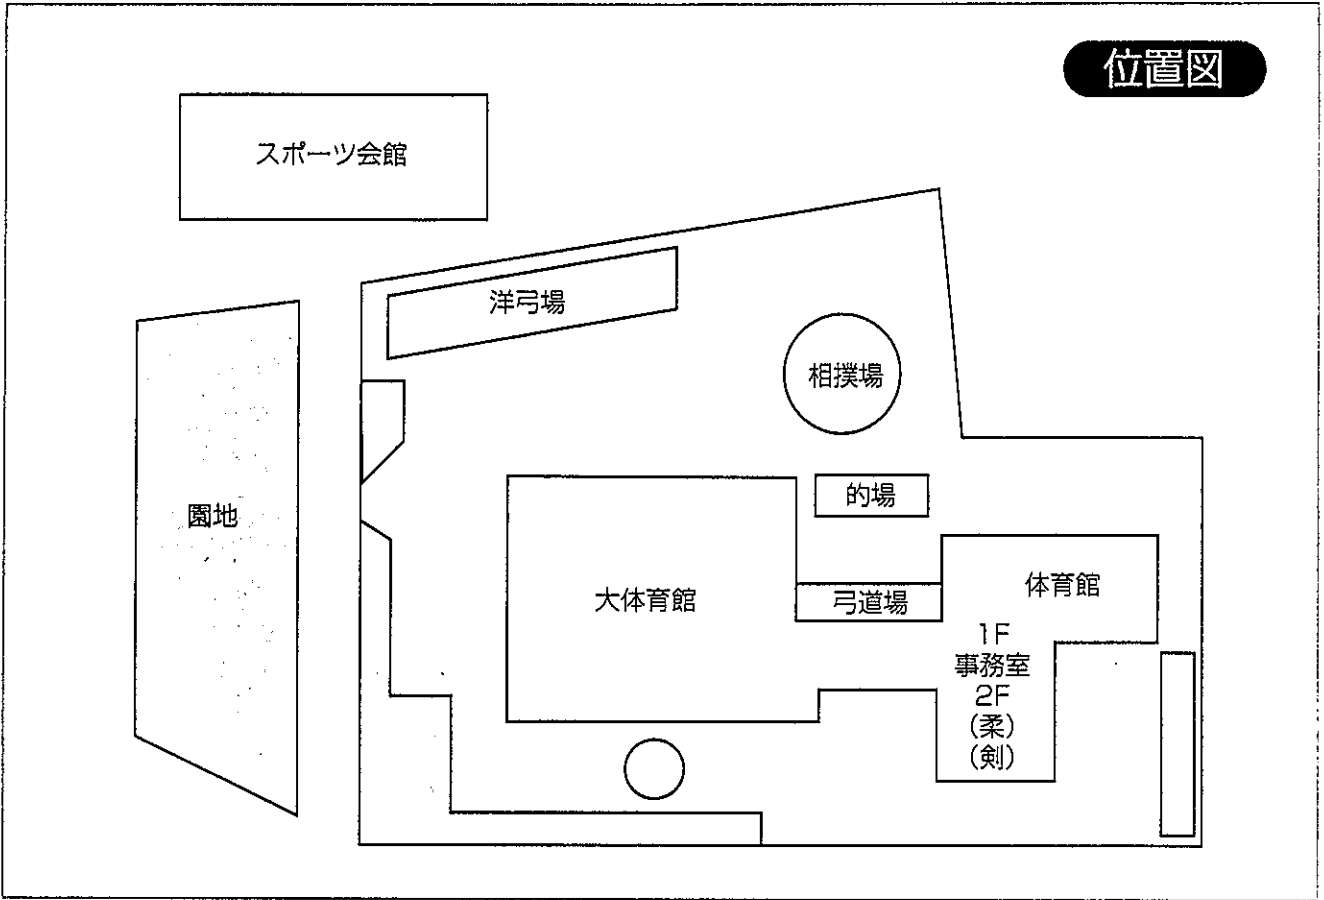 位置図
スポーツ会館
洋弓場
相撲場
的場
園地
大体育館
弓道場
体育館
1F
事務室
2F
(柔)
(剣)